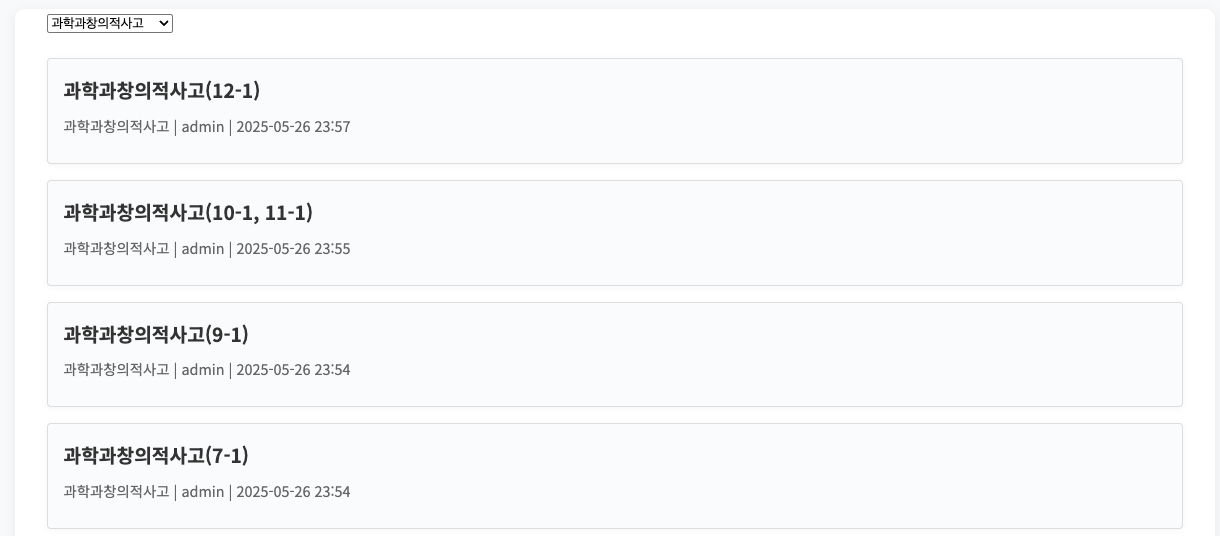 과학과창의적사고
과학과창의적사고(12-1)
과학과창의적사고 | admin | 2025-05-26 23:57
과학과창의적사고(10-1, 11-1)
과학과창의적사고 | admin | 2025-05-26 23:55
과학과창의적사고(9-1)
과학과창의적사고 | admin | 2025-05-26 23:54
과학과창의적사고(7-1)
과학과창의적사고 | admin | 2025-05-26 23:54